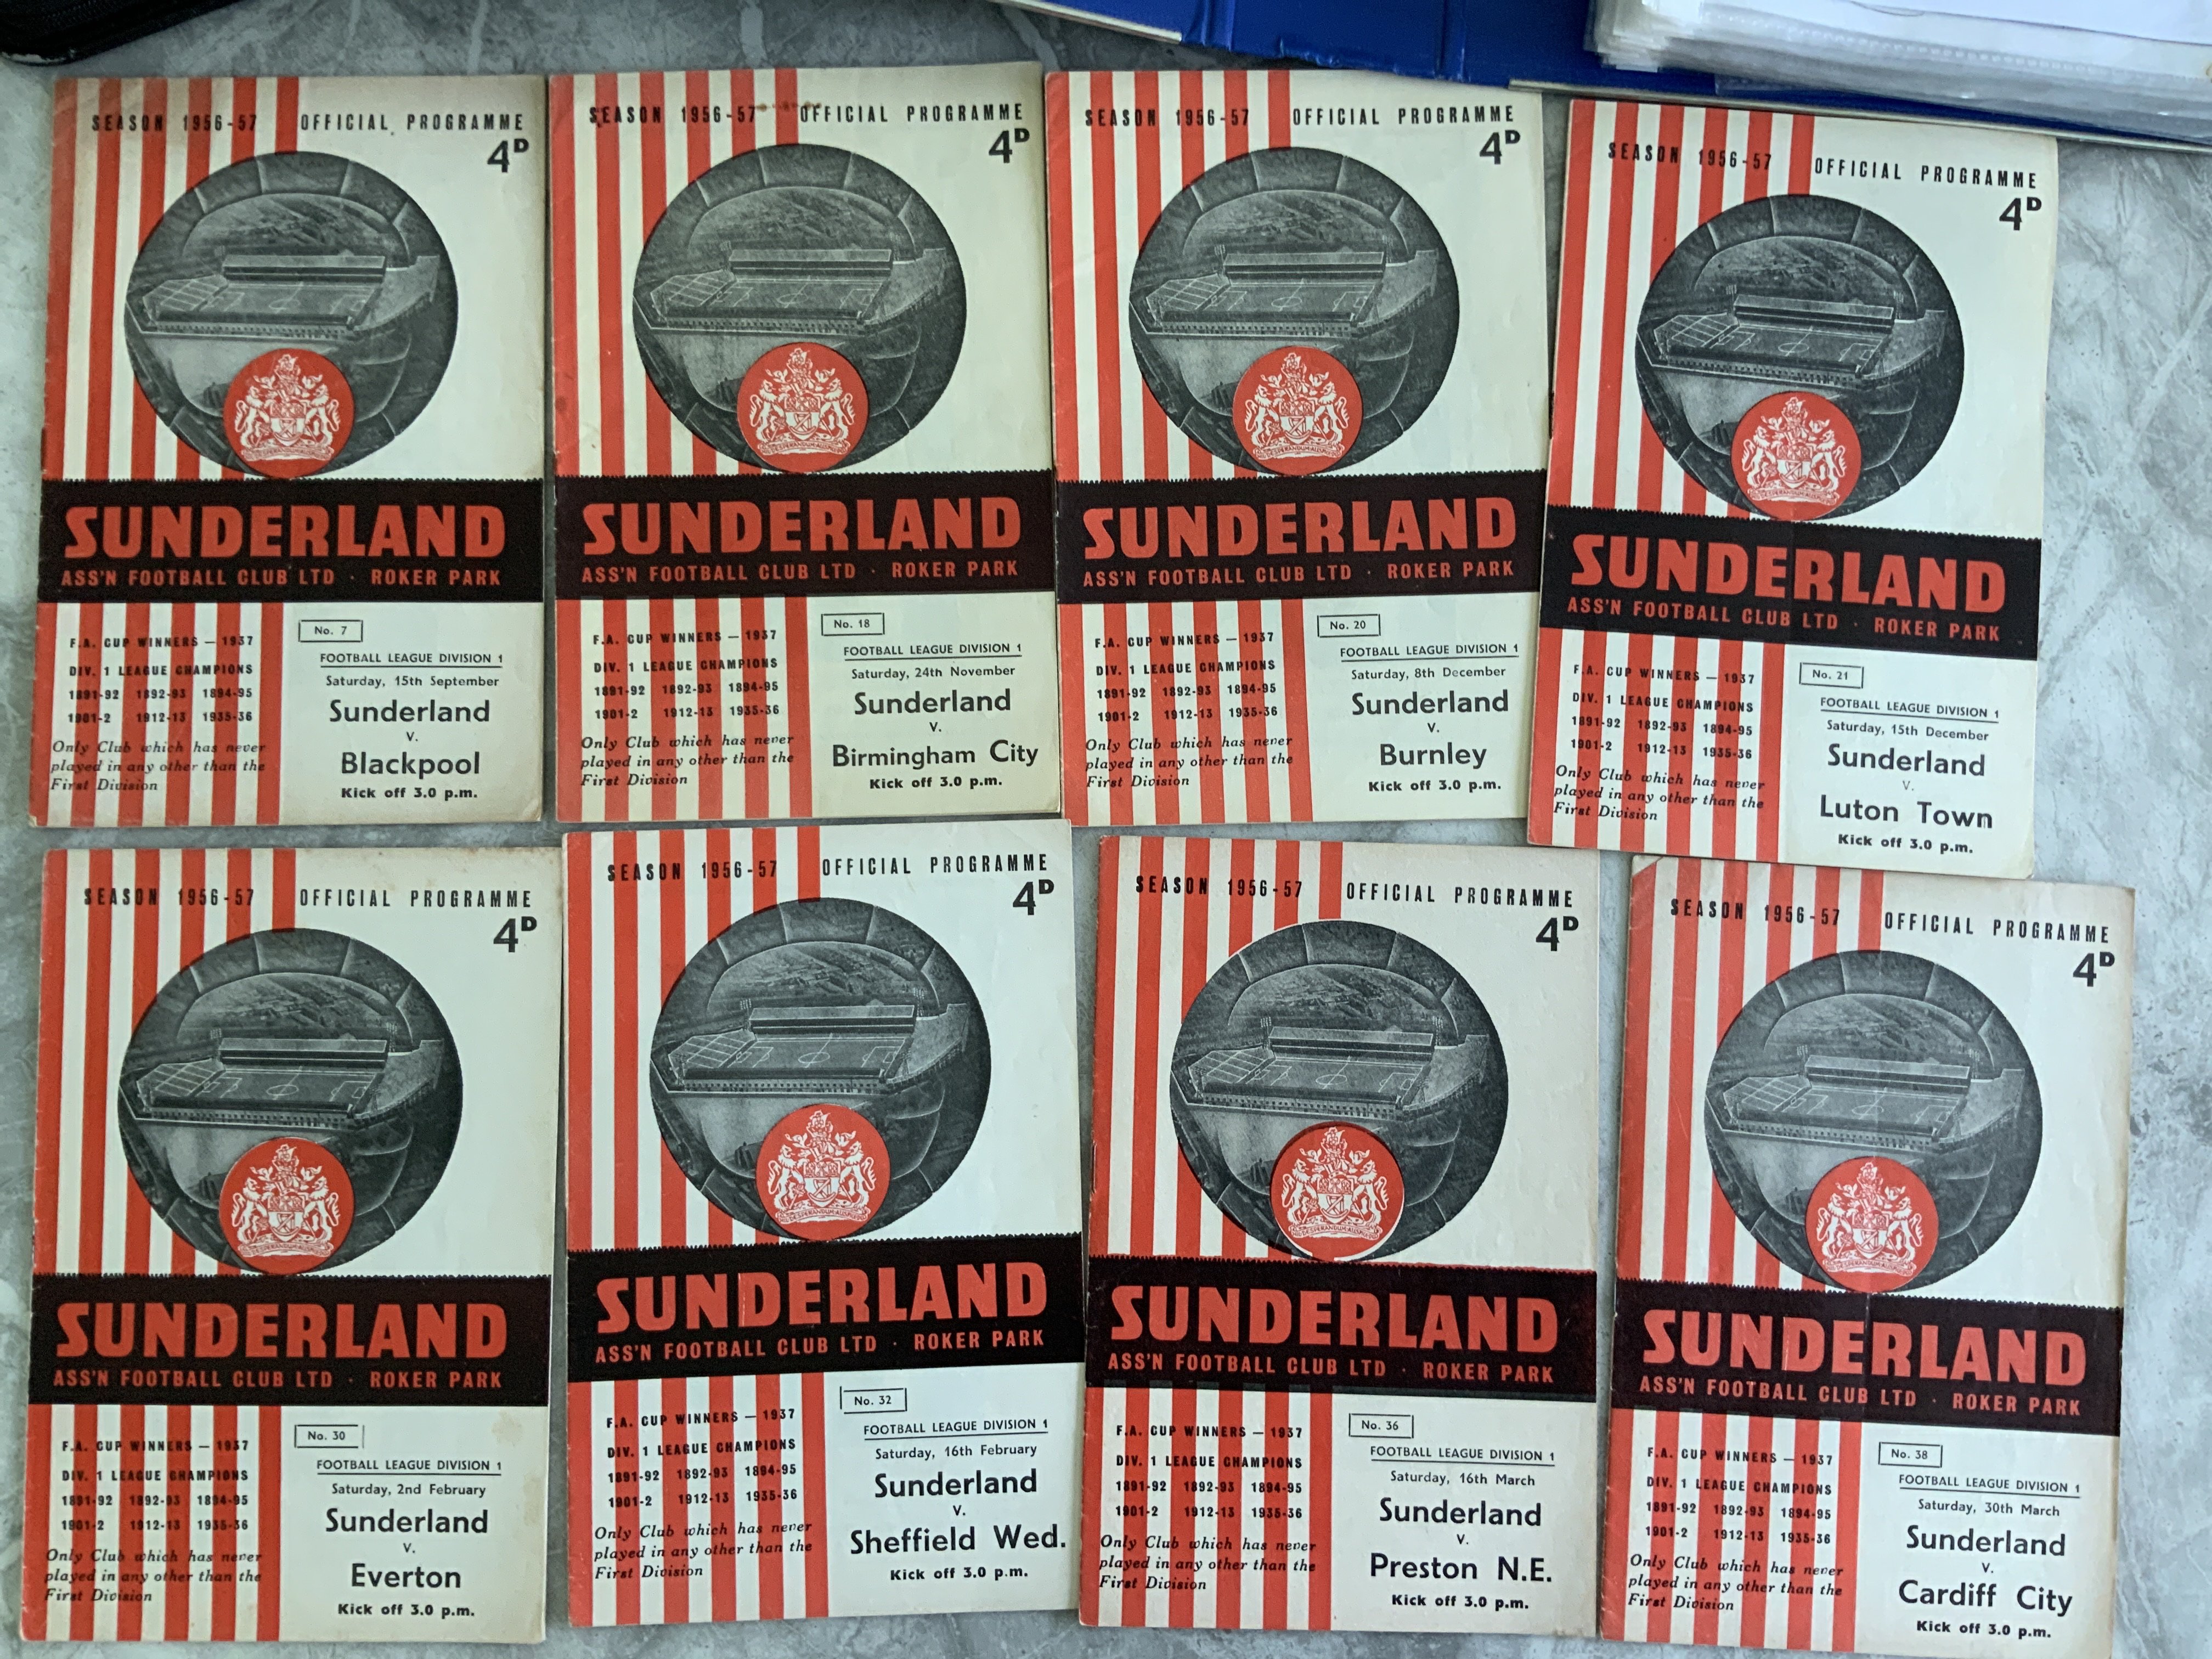 SEASON 1956-57 OFFICIAL PROGRAMME
4D
SUNDERLAND
ASS'N FOOTBALL CLUB LTD · ROKER PARK
F.A. CUP WINNERS — 1937
DIV. 1 LEAGUE CHAMPIONS
1891-92 1892-93 1894-95
1901-2 1912-13 1935-36
Only Club which has never
played in any other than the
First Division
No. 7
FOOTBALL LEAGUE DIVISION 1
Saturday, 15th September
Sunderland
v.
Blackpool
Kick off 3.0 p.m.
SEASON 1956-57 OFFICIAL PROGRAMME
4D
SUNDERLAND
ASS'N FOOTBALL CLUB LTD · ROKER PARK
F.A. CUP WINNERS — 1937
DIV. 1 LEAGUE CHAMPIONS
1891-92 1892-93 1894-95
1901-2 1912-13 1935-36
Only Club which has never
played in any other than the
First Division
No. 18
FOOTBALL LEAGUE DIVISION 1
Saturday, 24th November
Sunderland
v.
Birmingham City
Kick off 3.0 p.m.
SEASON 1956-57 OFFICIAL PROGRAMME
4D
SUNDERLAND
ASS'N FOOTBALL CLUB LTD · ROKER PARK
F.A. CUP WINNERS — 1937
DIV. 1 LEAGUE CHAMPIONS
1891-92 1892-93 1894-95
1901-2 1912-13 1935-36
Only Club which has never
played in any other than the
First Division
No. 20
FOOTBALL LEAGUE DIVISION 1
Saturday, 8th December
Sunderland
v.
Burnley
Kick off 3.0 p.m.
SEASON 1956-57 OFFICIAL PROGRAMME
4D
SUNDERLAND
ASS'N FOOTBALL CLUB LTD · ROKER PARK
F.A. CUP WINNERS — 1937
DIV. 1 LEAGUE CHAMPIONS
1891-92 1892-93 1894-95
1901-2 1912-13 1935-36
Only Club which has never
played in any other than the
First Division
No. 21
FOOTBALL LEAGUE DIVISION 1
Saturday, 15th December
Sunderland
v.
Luton Town
Kick off 3.0 p.m.
SEASON 1956-57 OFFICIAL PROGRAMME
4D
SUNDERLAND
ASS'N FOOTBALL CLUB LTD · ROKER PARK
F.A. CUP WINNERS — 1937
DIV. 1 LEAGUE CHAMPIONS
1891-92 1892-93 1894-95
1901-2 1912-13 1935-36
Only Club which has never
played in any other than the
First Division
No. 30
FOOTBALL LEAGUE DIVISION 1
Saturday, 2nd February
Sunderland
v.
Everton
Kick off 3.0 p.m.
SEASON 1956-57 OFFICIAL PROGRAMME
4D
SUNDERLAND
ASS'N FOOTBALL CLUB LTD · ROKER PARK
F.A. CUP WINNERS — 1937
DIV. 1 LEAGUE CHAMPIONS
1891-92 1892-93 1894-95
1901-2 1912-13 1935-36
Only Club which has never
played in any other than the
First Division
No. 32
FOOTBALL LEAGUE DIVISION 1
Saturday, 16th February
Sunderland
v.
Sheffield Wed.
Kick off 3.0 p.m.
SEASON 1956-57 OFFICIAL PROGRAMME
4D
SUNDERLAND
ASS'N FOOTBALL CLUB LTD · ROKER PARK
F.A. CUP WINNERS — 1937
DIV. 1 LEAGUE CHAMPIONS
1891-92 1892-93 1894-95
1901-2 1912-13 1935-36
Only Club which has never
played in any other than the
First Division
No. 36
FOOTBALL LEAGUE DIVISION 1
Saturday, 16th March
Sunderland
v.
Preston N.E.
Kick off 3.0 p.m.
SEASON 1956-57 OFFICIAL PROGRAMME
4D
SUNDERLAND
ASS'N FOOTBALL CLUB LTD · ROKER PARK
F.A. CUP WINNERS — 1937
DIV. 1 LEAGUE CHAMPIONS
1891-92 1892-93 1894-95
1901-2 1912-13 1935-36
Only Club which has never
played in any other than the
First Division
No. 38
FOOTBALL LEAGUE DIVISION 1
Saturday, 30th March
Sunderland
v.
Cardiff City
Kick off 3.0 p.m.